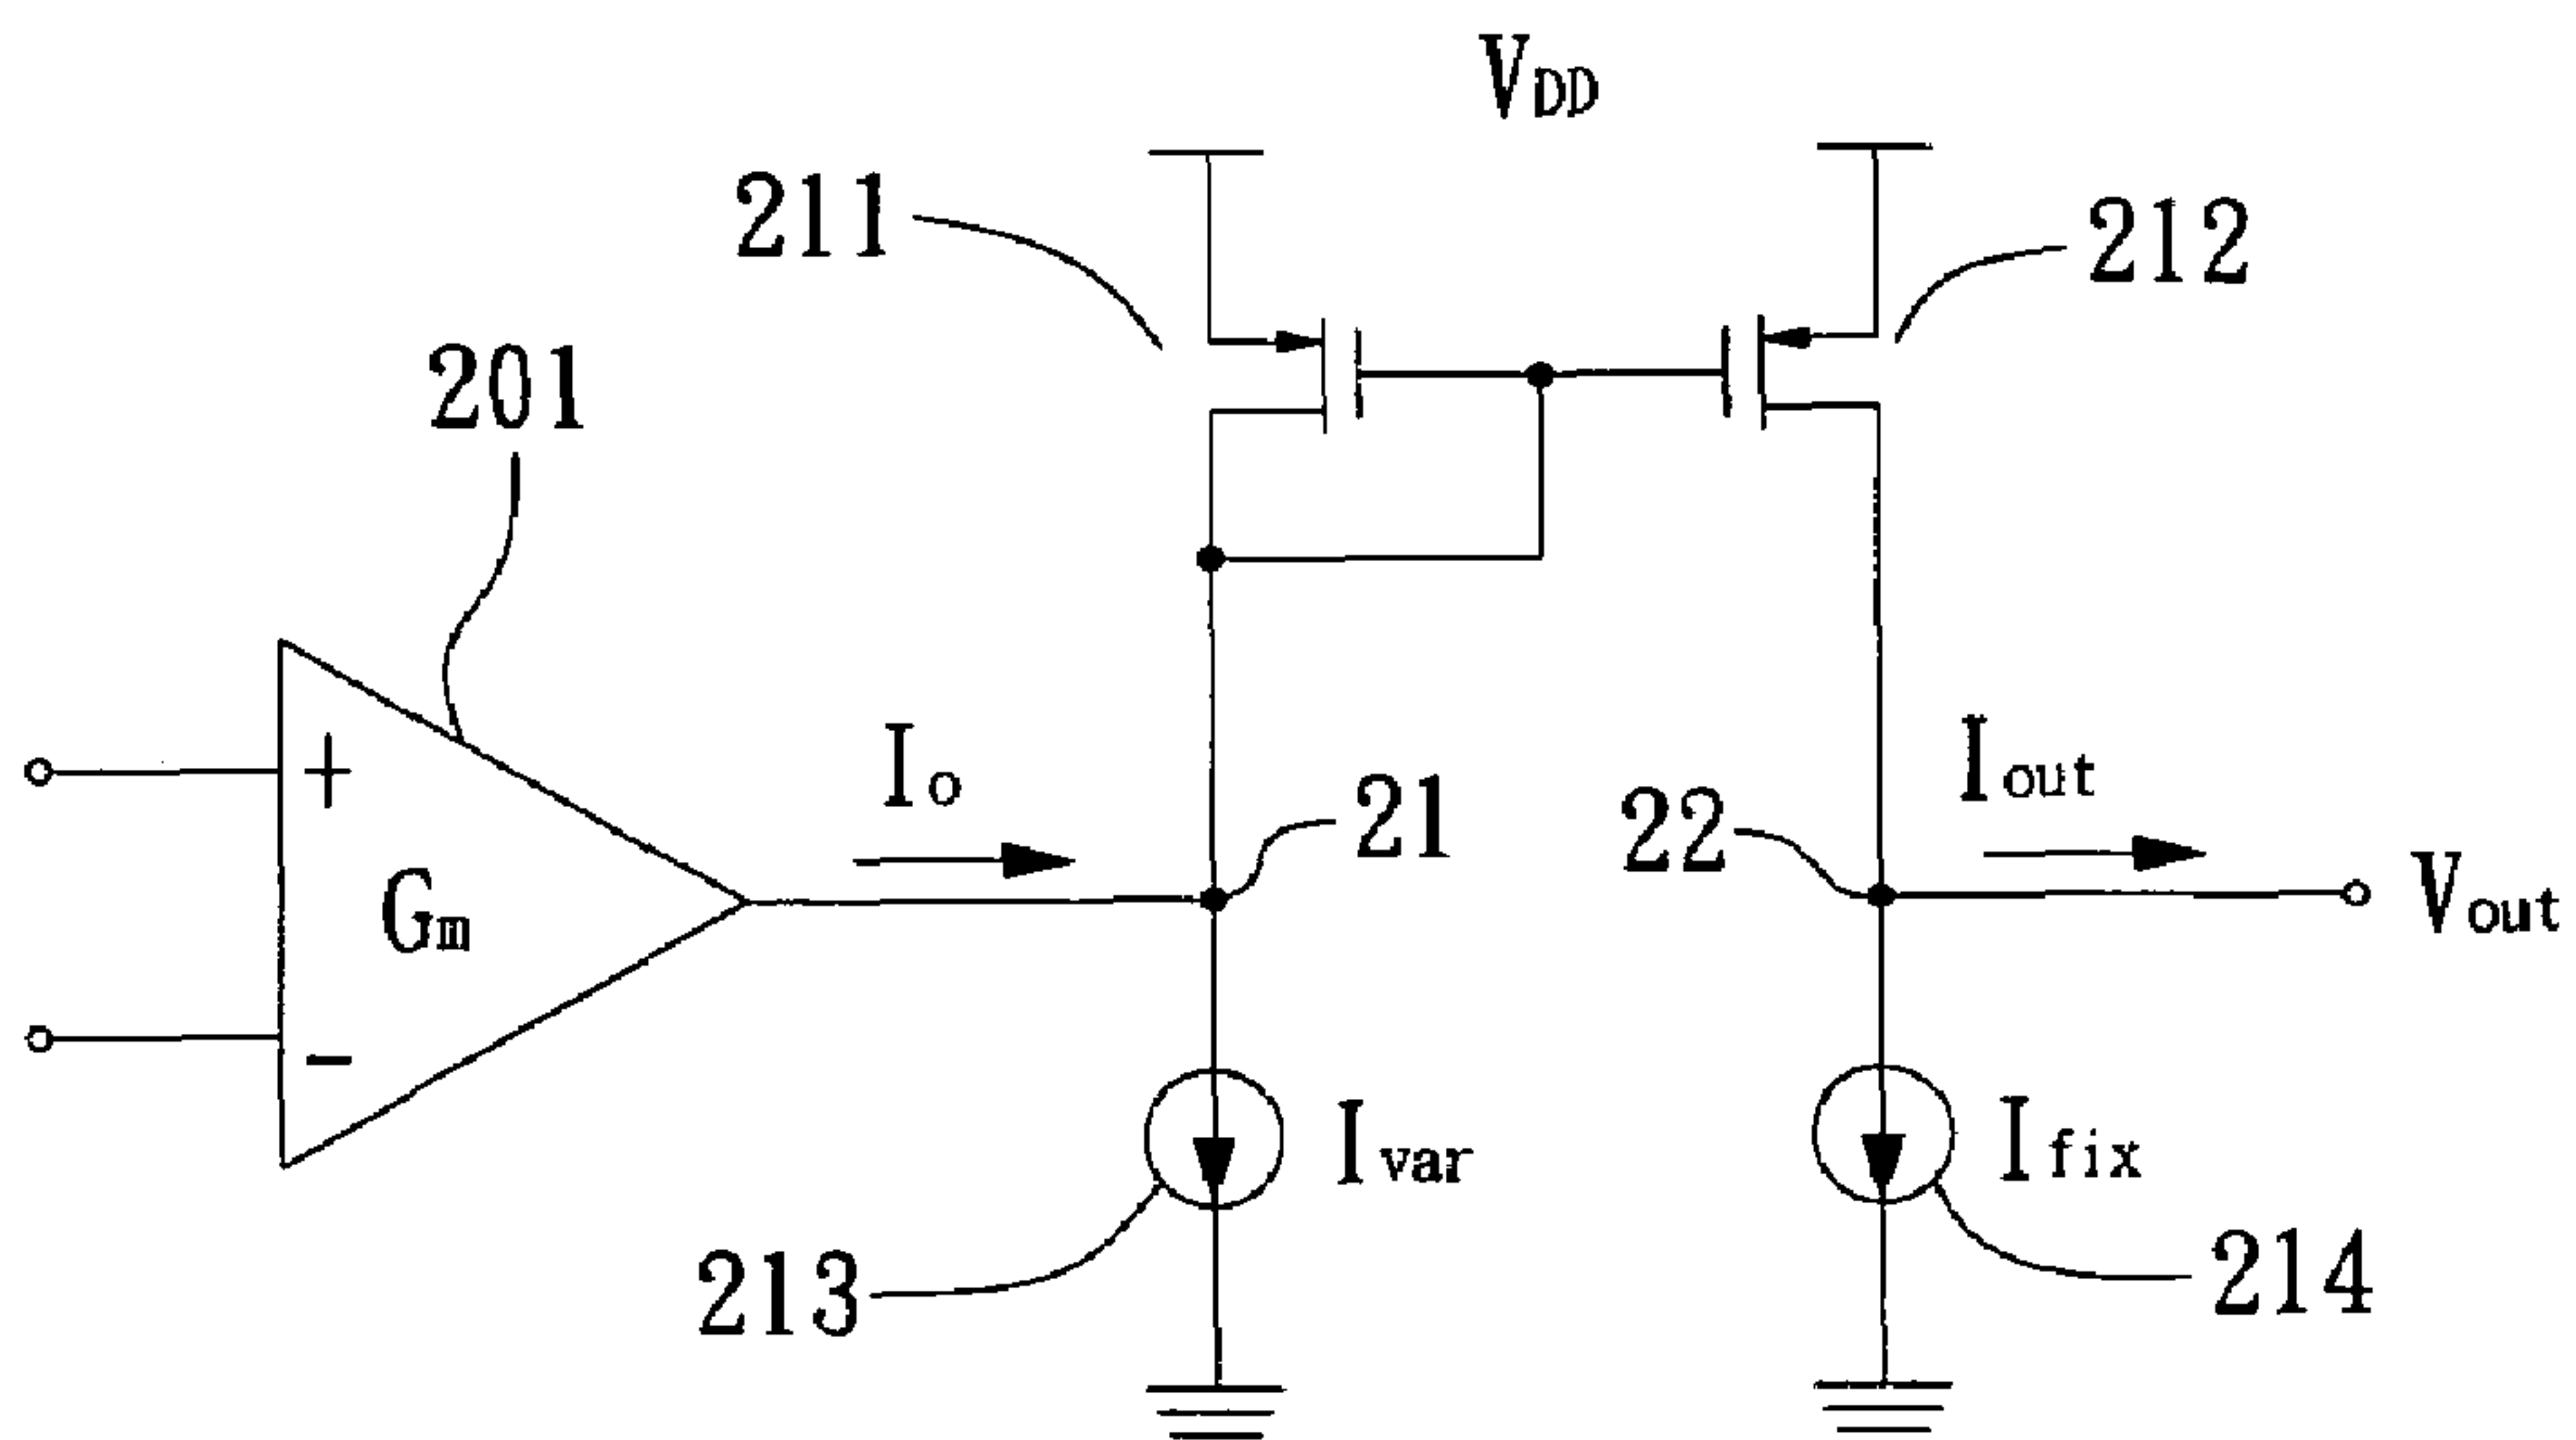 VDD
211
212
201
+
Gm
-
Io
21
22
Iout
Vout
Ivar
Ifix
213
214